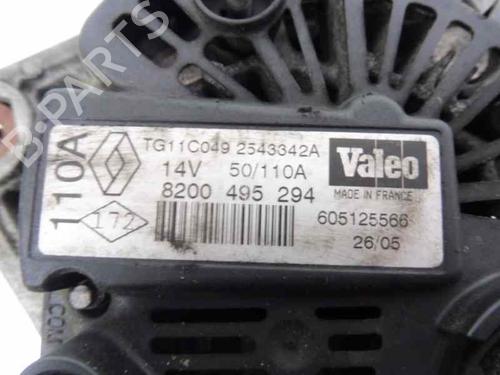 TG11C049 2543342A
14V 50/110A
8200 495 294
110A
172
Valeo
MADE IN FRANCE
605125566
26/05
B-PARTS